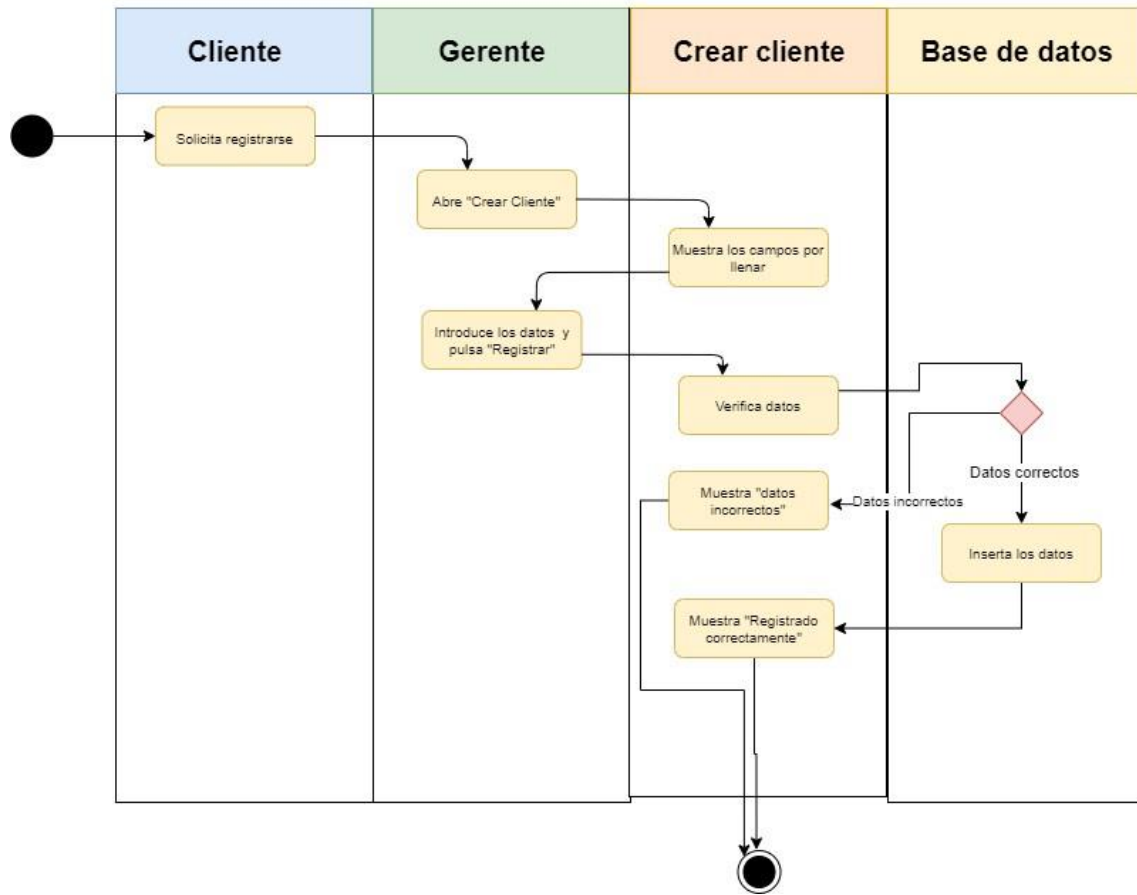 Cliente
Gerente
Crear cliente
Base de datos
Solicita registrarse
Abre "Crear Cliente"
Muestra los campos por
llenar
Introduce los datos y
pulsa "Registrar"
Verifica datos
Datos correctos
Muestra "datos
incorrectos"
Datos incorrectos
Inserta los datos
Muestra "Registrado
correctamente"